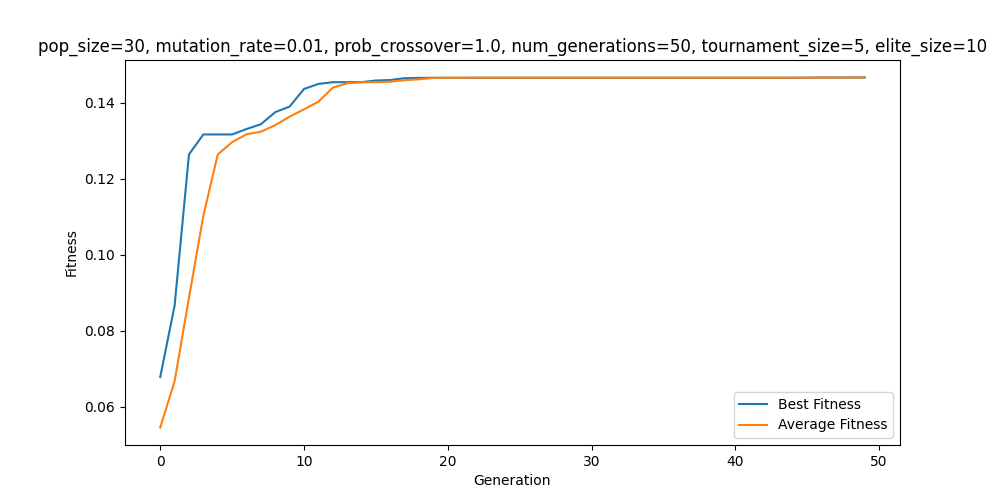 pop_size=30, mutation_rate=0.01, prob_crossover=1.0, num_generations=50, tournament_size=5, elite_size=10
0.14
0.12
0.10
0.08
0.06
Fitness
0 10 20 30 40 50
Generation
Best Fitness
Average Fitness